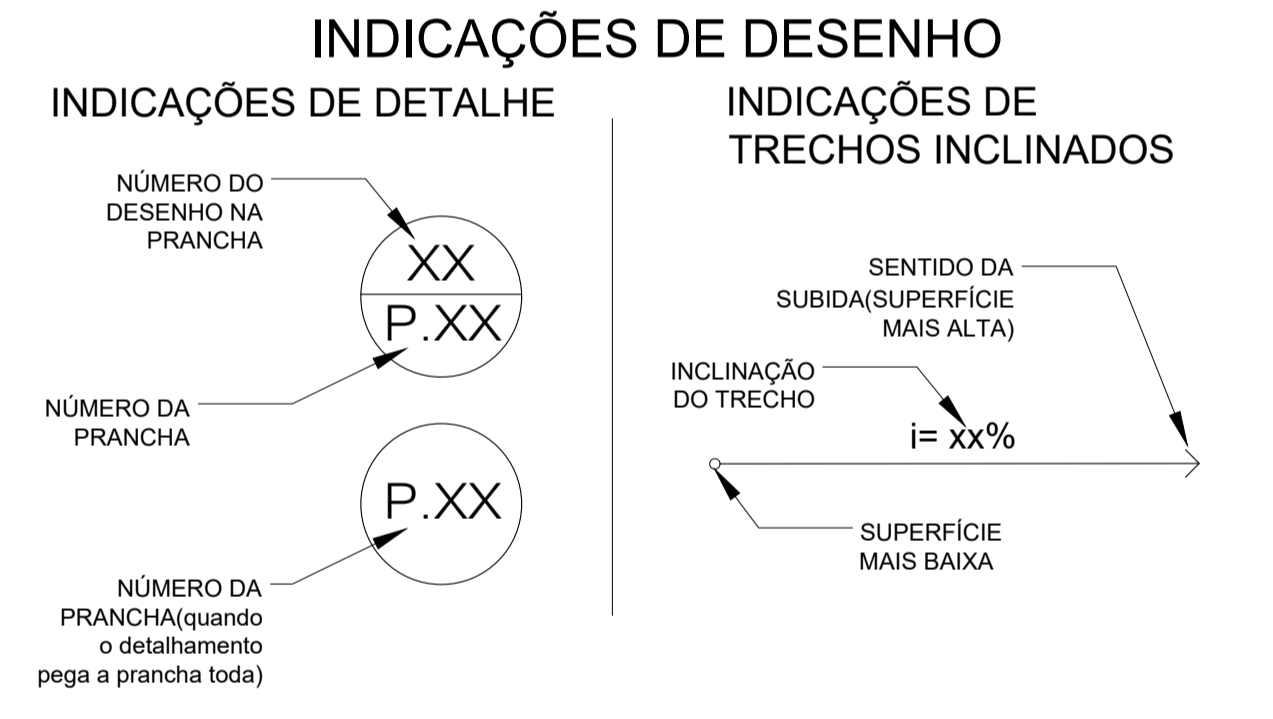 INDICAÇÕES DE DESENHO
INDICAÇÕES DE DETALHE
NÚMERO DO
DESENHO NA
PRANCHA
XX
P.XX
NÚMERO DA
PRANCHA
P.XX
NÚMERO DA
PRANCHA(quando
o detalhamento
pega a prancha toda)
INDICAÇÕES DE
TRECHOS INCLINADOS
SENTIDO DA
SUBIDA(SUPERFÍCIE
MAIS ALTA)
INCLINAÇÃO
DO TRECHO
i= xx%
SUPERFÍCIE
MAIS BAIXA